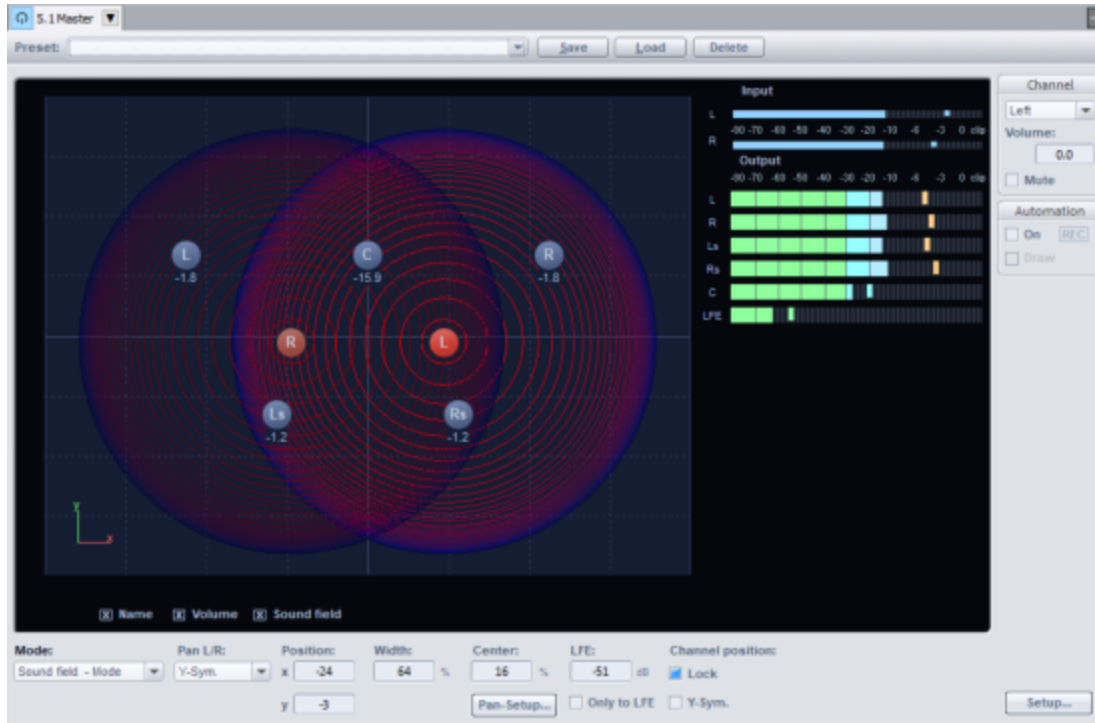 5.1 Master
Preset: Save Load Delete
Input
L
-90 -70 -60 -50 -40 -30 -20 -10 -6 -3 0 clip
R
Output
-90 -70 -60 -50 -40 -30 -20 -10 -6 -3 0 clip
L
R
Ls
Rs
C
LFE
L
-1.8
C
-15.9
R
-1.8
R
L
Ls
-1.2
Rs
-1.2
y
x
Name Volume Sound field
Channel
Left
Volume:
0.0
Mute
Automation
On REC
Draw
Mode: Pan L/R: Position: Width: Center: LFE: Channel position:
Sound field - Mode Y-Sym. x -24 64 % 16 % -51 dB Lock
y -3 Pan-Setup... Only to LFE Y-Sym. Setup...